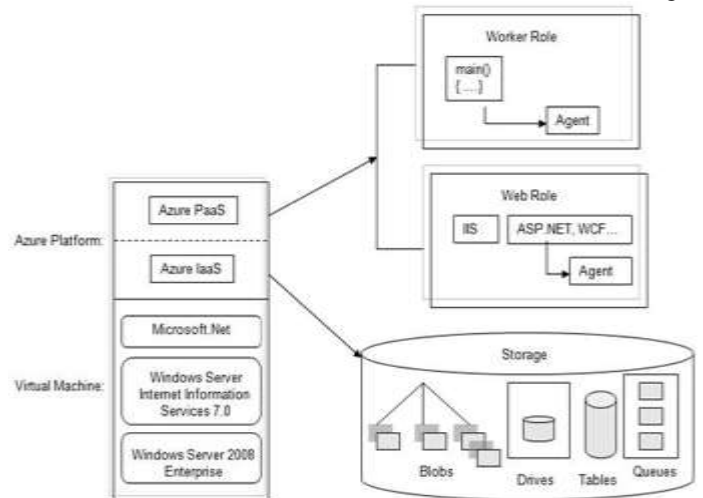 Worker Role
main()
{ .... }
Agent
Web Role
IIS
ASP.NET, WCF...
Agent
Azure Platform:
Azure PaaS
Azure IaaS
Virtual Machine:
Microsoft.Net
Windows Server
Internet Information
Services 7.0
Windows Server 2008
Enterprise
Storage
Blobs
Drives
Tables
Queues